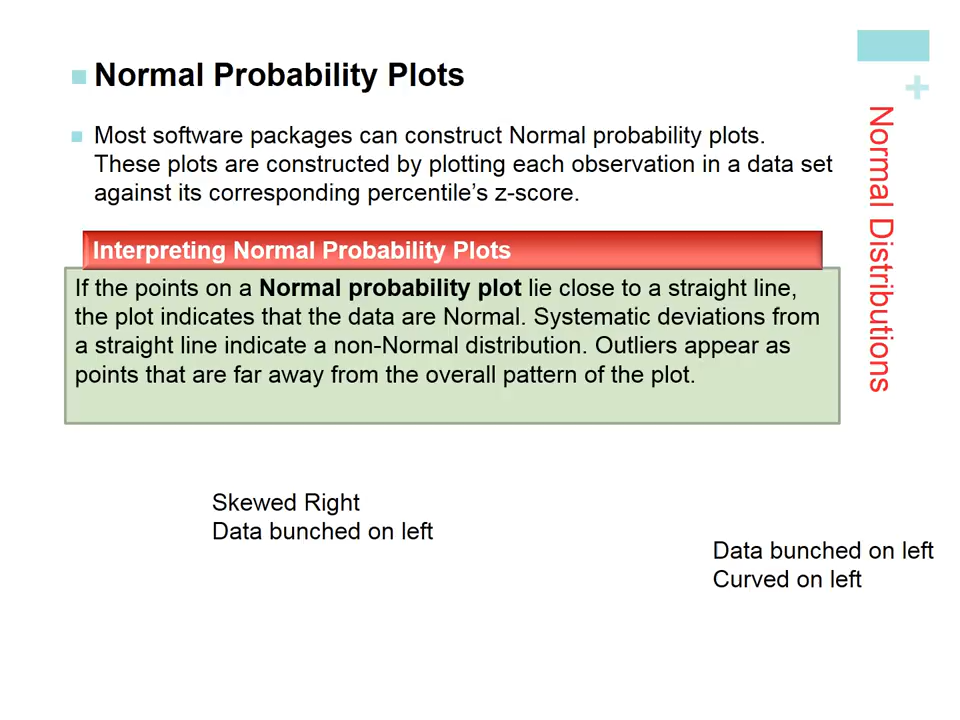 Normal Probability Plots
Most software packages can construct Normal probability plots.
These plots are constructed by plotting each observation in a data set
against its corresponding percentile’s z-score.
Interpreting Normal Probability Plots
If the points on a Normal probability plot lie close to a straight line,
the plot indicates that the data are Normal. Systematic deviations from
a straight line indicate a non-Normal distribution. Outliers appear as
points that are far away from the overall pattern of the plot.
Skewed Right
Data bunched on left
Data bunched on left
Curved on left
+
Normal Distributions